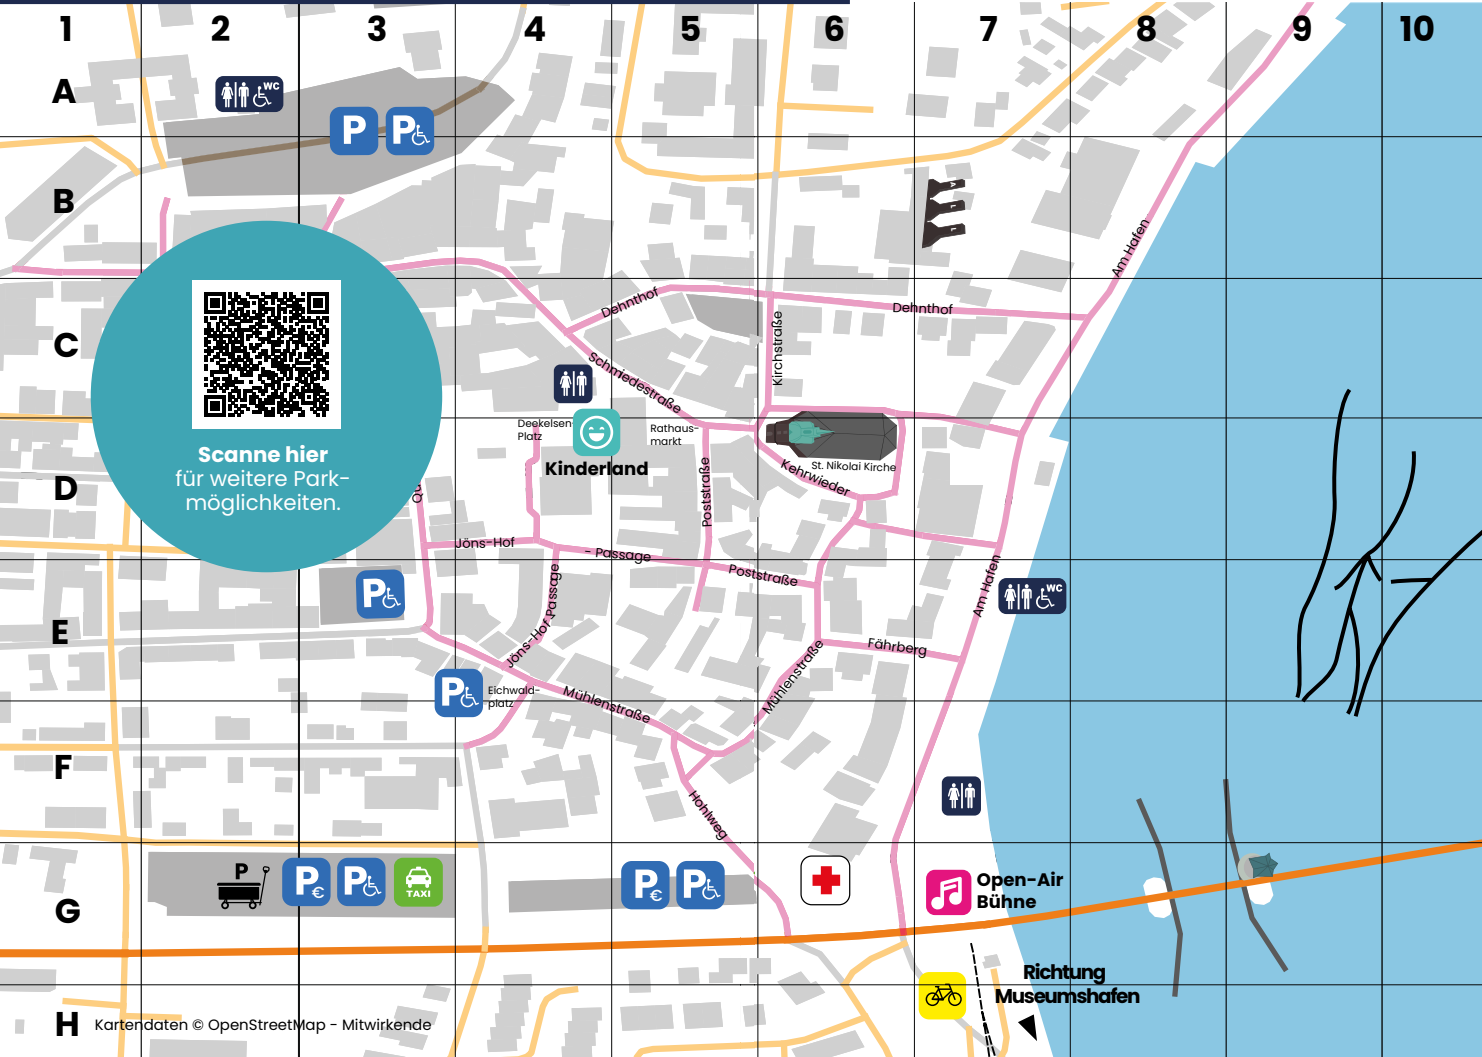 1 2 3 4 5 6 7 8 9 10
A
WC
P P
B
Am Hafen
C
Dehnthof
Dehnthof
Kirchstraße
Schmiedestraße
Deekelsen-
Platz
Rathaus-
markt
Kinderland
St. Nikolai Kirche
Kehrwieder
Scanne hier
für weitere Park-
möglichkeiten.
D
Qu
Poststraße
Jöns-Hof
- Passage
Poststraße
Jöns-Hof Passage
Am Hafen
WC
P
E
Fährberg
Mühlenstraße
P
Eichwald-
platz
Mühlenstraße
F
Hohlweg
P
P€
P
TAXI
P€
P
Open-Air
Bühne
G
Richtung
Museumshafen
H
Kartendaten © OpenStreetMap - Mitwirkende